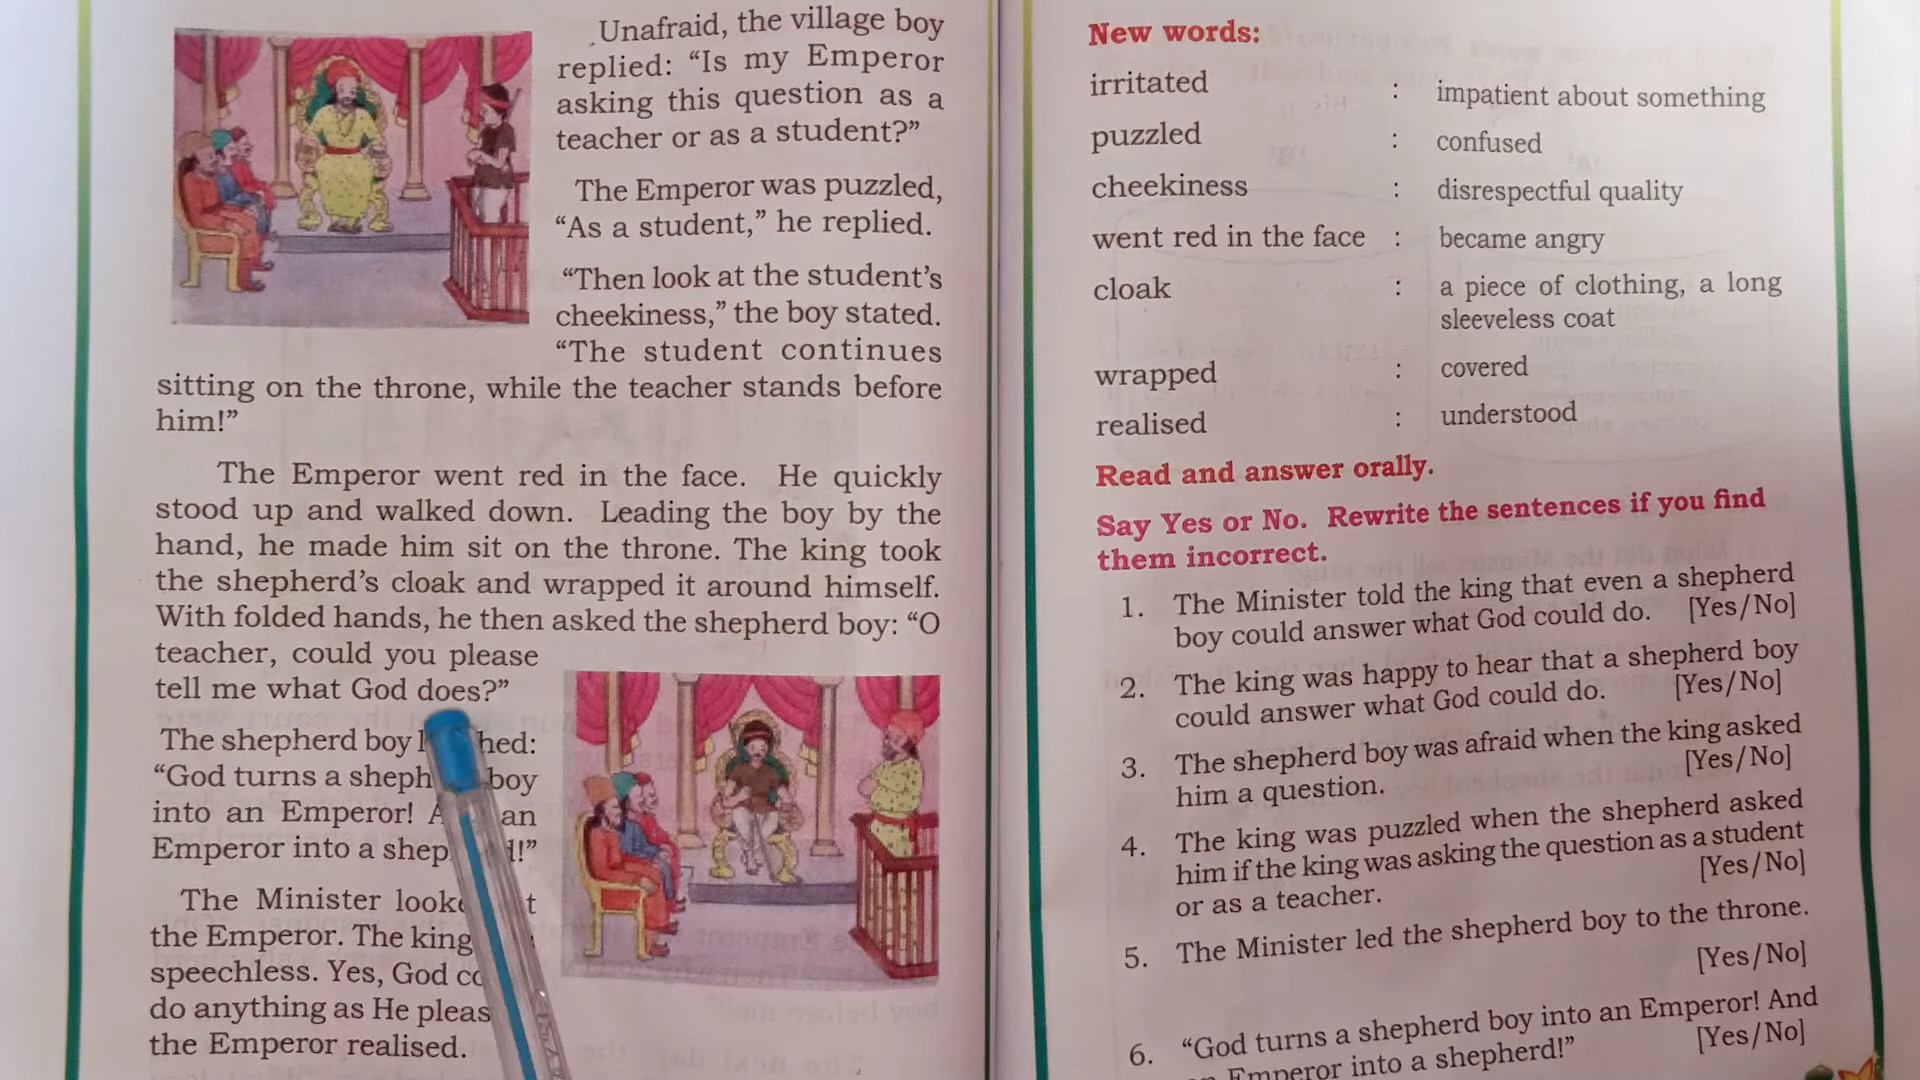 Unafraid, the village boy
replied: “Is my Emperor
asking this question as a
teacher or as a student?”
The Emperor was puzzled,
“As a student,” he replied.
“Then look at the student’s
cheekiness,” the boy stated.
“The student continues
sitting on the throne, while the teacher stands before
him!”
The Emperor went red in the face. He quickly
stood up and walked down. Leading the boy by the
hand, he made him sit on the throne. The king took
the shepherd’s cloak and wrapped it around himself.
With folded hands, he then asked the shepherd boy: “O
teacher, could you please
tell me what God does?”
The shepherd boy
“God turns a boy
into an Emperor! an
Emperor into a
The Minister
the Emperor. The king
speechless. Yes, God
do anything as He
the Emperor realised.
New words:
irritated : impatient about something
puzzled : confused
cheekiness : disrespectful quality
went red in the face : became angry
cloak : a piece of clothing, a long
sleeveless coat
wrapped : covered
realised : understood
Read and answer orally.
Say Yes or No. Rewrite the sentences if you find
them incorrect.
1. The Minister told the king that even a shepherd
boy could answer what God could do. [Yes/No]
2. The king was happy to hear that a shepherd boy
could answer what God could do. [Yes/No]
3. The shepherd boy was afraid when the king asked
him a question. [Yes/No]
4. The king was puzzled when the shepherd asked
him if the king was asking the question as a student
or as a teacher. [Yes/No]
5. The Minister led the shepherd boy to the throne.
[Yes/No]
6. “God turns a shepherd boy into an Emperor! And
Emperor into a shepherd!” [Yes/No]